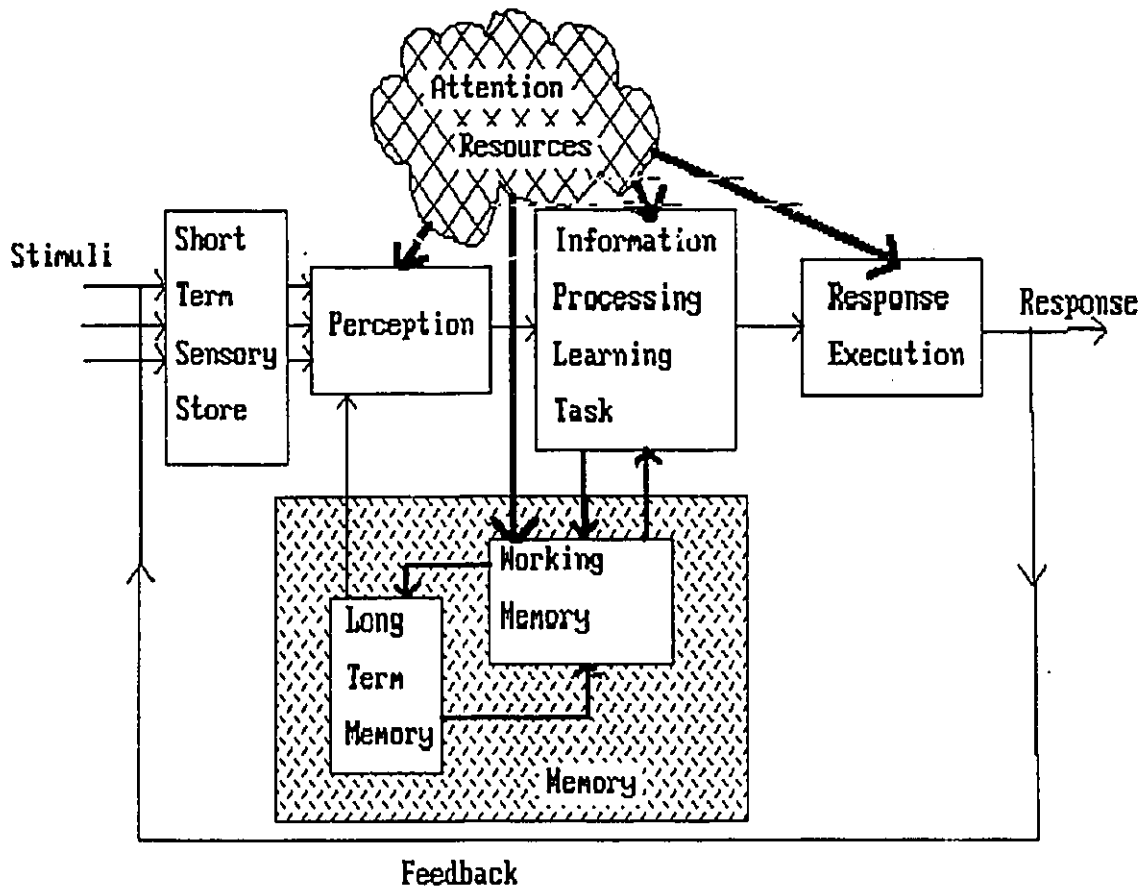 Attention
Resources
Stimuli
Short
Term
Sensory
Store
Perception
Information
Processing
Learning
Task
Response
Execution
Response
Working
Memory
Long
Term
Memory
Memory
Feedback